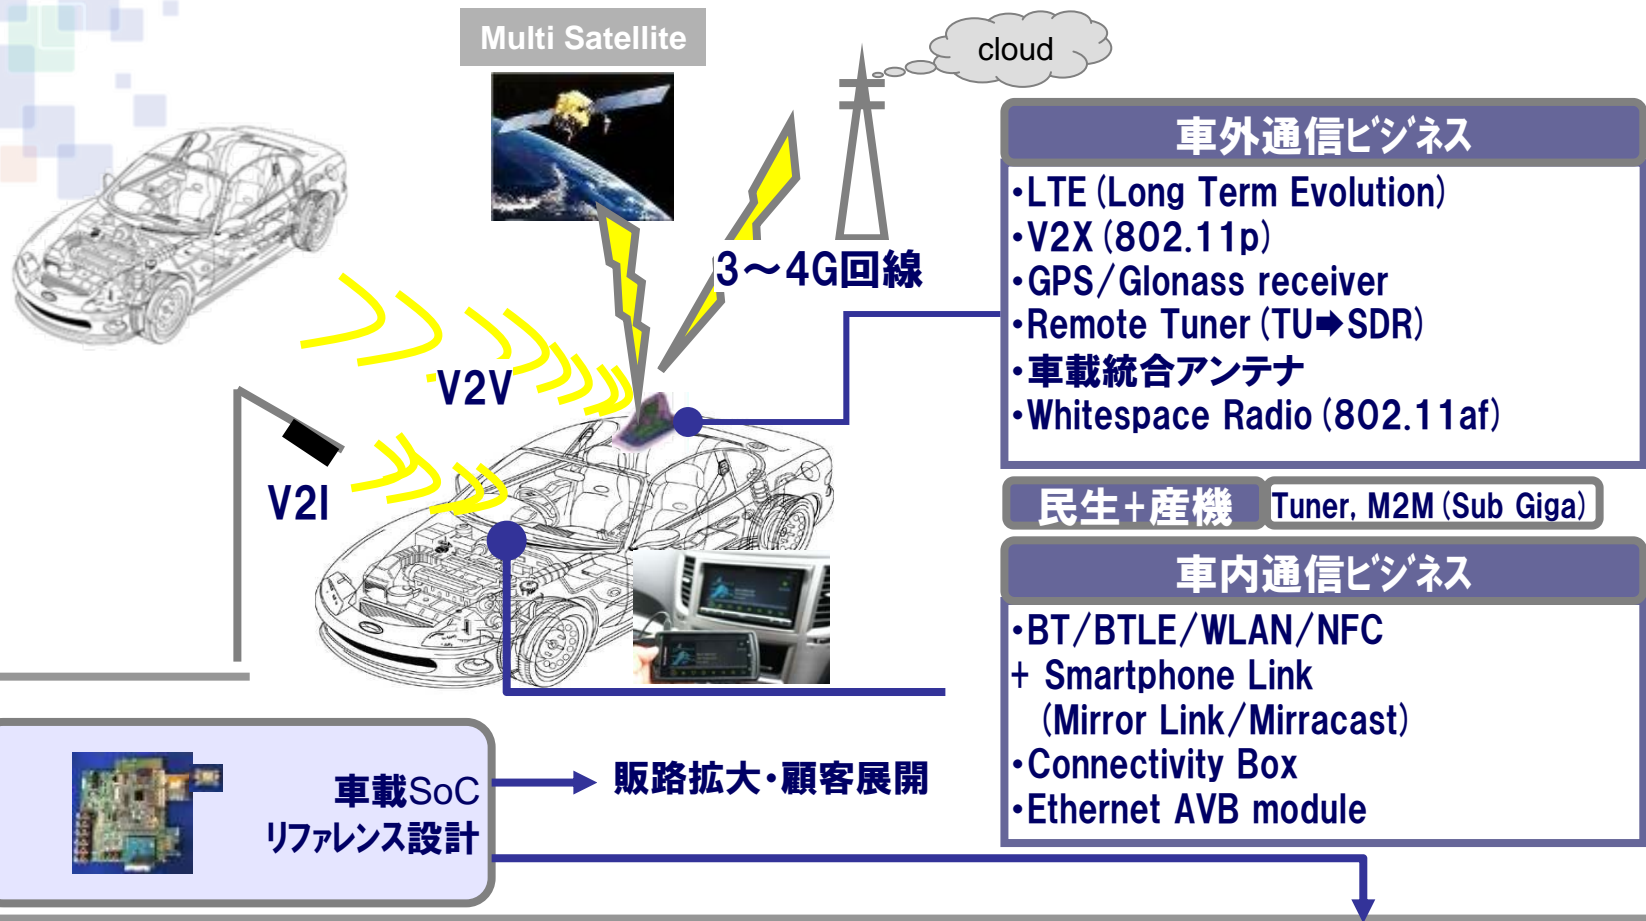 Multi Satellite
cloud
3～4G回線
V2V
V2I
車外通信ビジネス
・LTE(Long Term Evolution)
・V2X(802.11p)
・GPS/Glonass receiver
・Remote Tuner(TU➡SDR)
・車載統合アンテナ
・Whitespace Radio(802.11af)
民生+産機
Tuner, M2M(Sub Giga)
車内通信ビジネス
・BT/BTLE/WLAN/NFC
+ Smartphone Link
(Mirror Link/Mirracast)
・Connectivity Box
・Ethernet AVB module
車載SoC
リファレンス設計
販路拡大・顧客展開